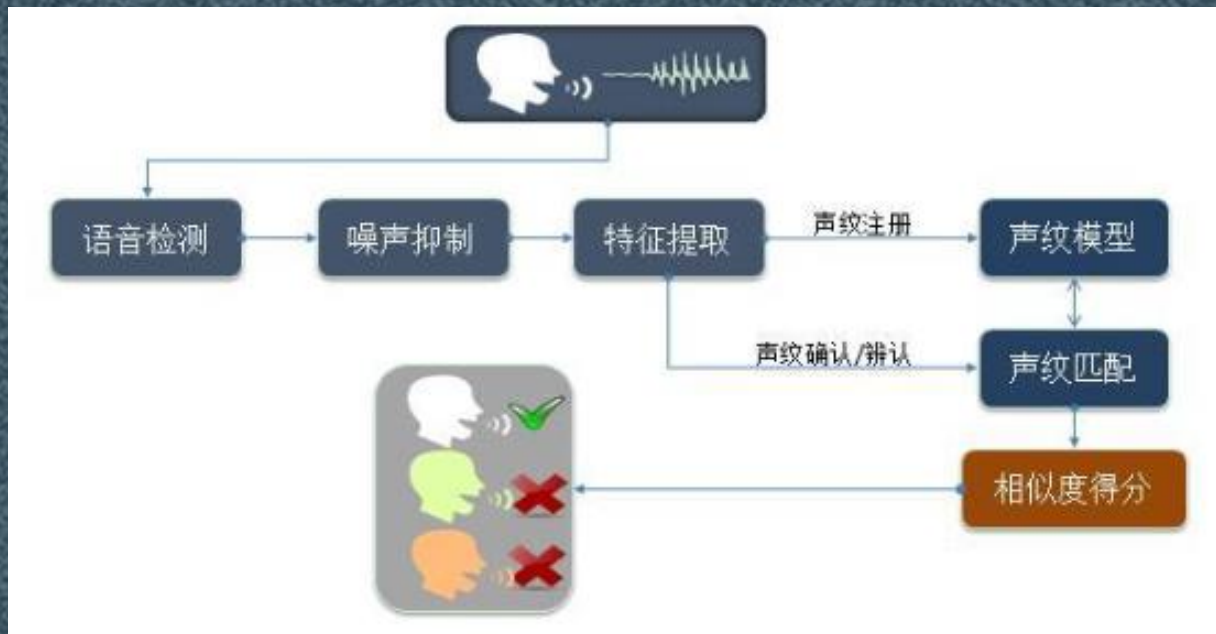 语音检测
噪声抑制
特征提取
声纹注册
声纹模型
声纹确认/辨认
声纹匹配
相似度得分